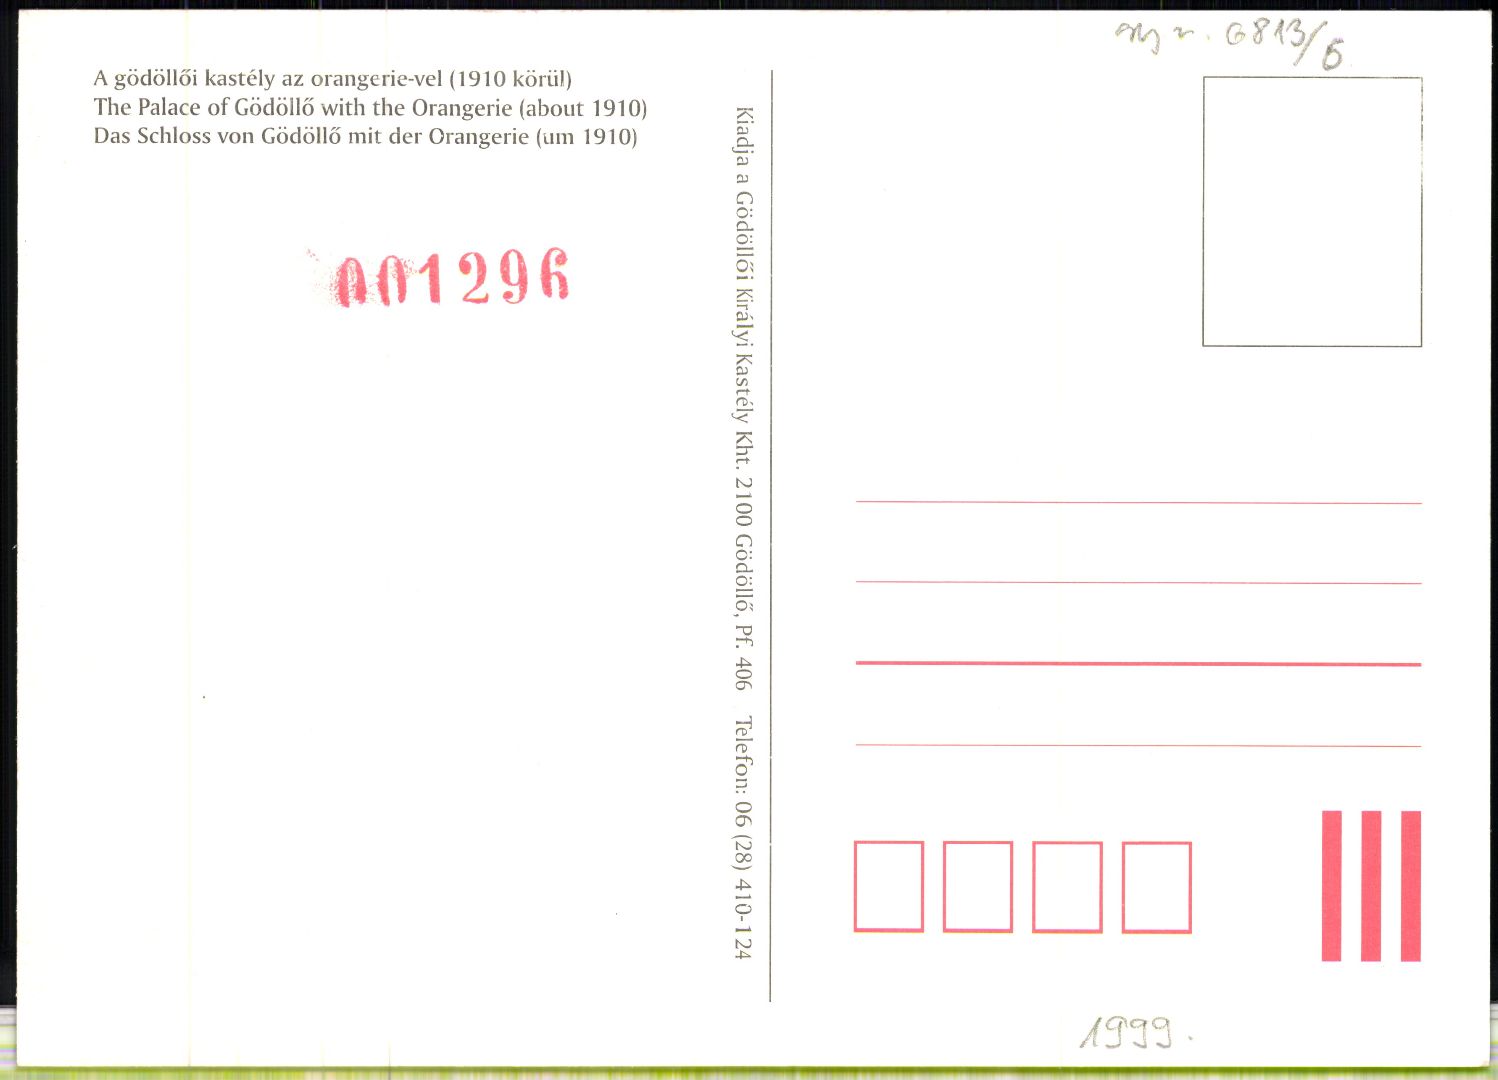 A gödöllői kastély az orangerie-vel (1910 körül)
The Palace of Gödöllő with the Orangerie (about 1910)
Das Schloss von Gödöllő mit der Orangerie (um 1910)
001296
Kiadja a Gödöllői Királyi Kastély Kht. 2100 Gödöllő, Pf. 406 Telefon: 06 (28) 410-124
6813/6
1999.